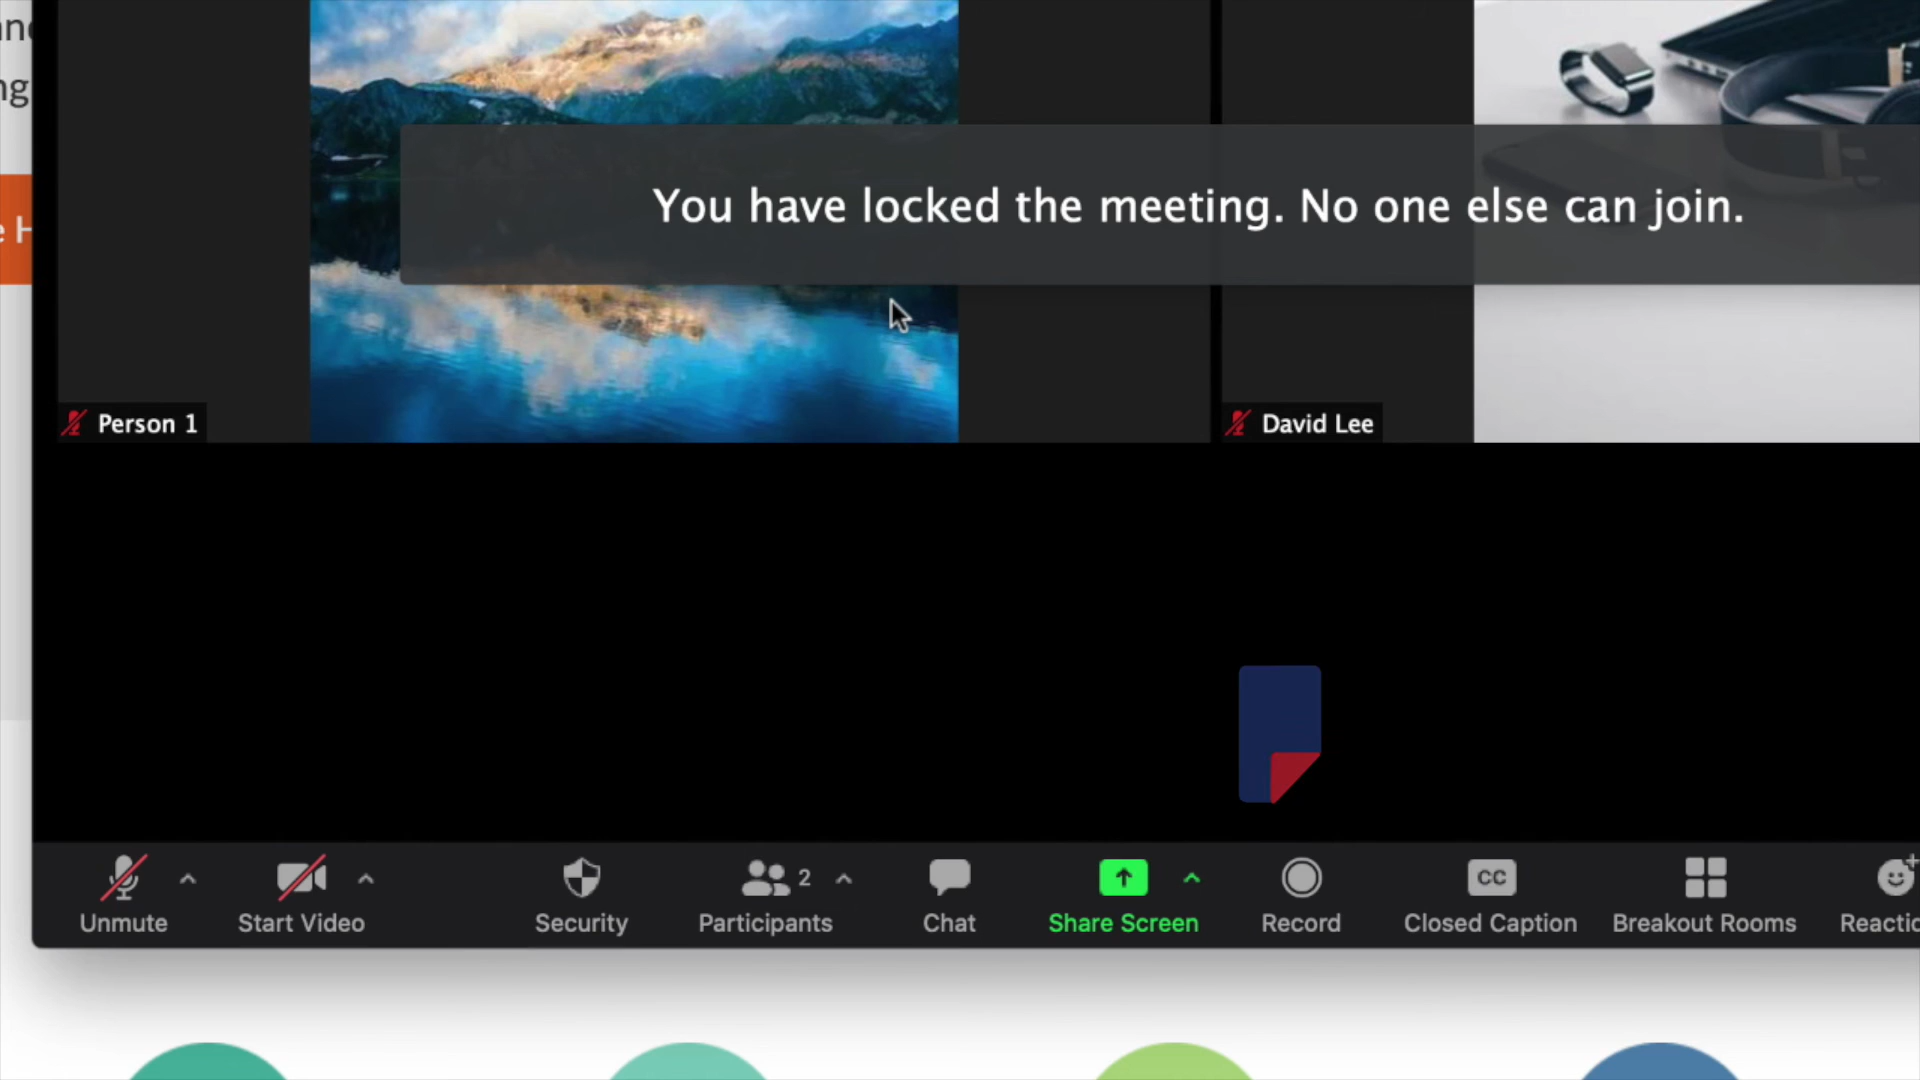 You have locked the meeting. No one else can join.
Person 1
David Lee
2
CC
Unmute
Start Video
Security
Participants
Chat
Share Screen
Record
Closed Caption
Breakout Rooms